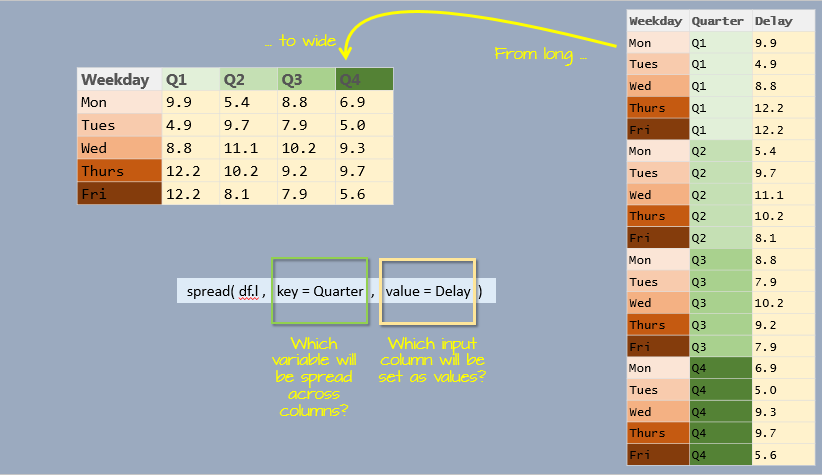 ... to wide
From long ...
Weekday Q1 Q2 Q3 Q4
Mon 9.9 5.4 8.8 6.9
Tues 4.9 9.7 7.9 5.0
Wed 8.8 11.1 10.2 9.3
Thurs 12.2 10.2 9.2 9.7
Fri 12.2 8.1 7.9 5.6
spread( df.l , key = Quarter , value = Delay )
Which
variable will
be spread
across
columns?
Which input
column will be
set as values?
Weekday Quarter Delay
Mon Q1 9.9
Tues Q1 4.9
Wed Q1 8.8
Thurs Q1 12.2
Fri Q1 12.2
Mon Q2 5.4
Tues Q2 9.7
Wed Q2 11.1
Thurs Q2 10.2
Fri Q2 8.1
Mon Q3 8.8
Tues Q3 7.9
Wed Q3 10.2
Thurs Q3 9.2
Fri Q3 7.9
Mon Q4 6.9
Tues Q4 5.0
Wed Q4 9.3
Thurs Q4 9.7
Fri Q4 5.6